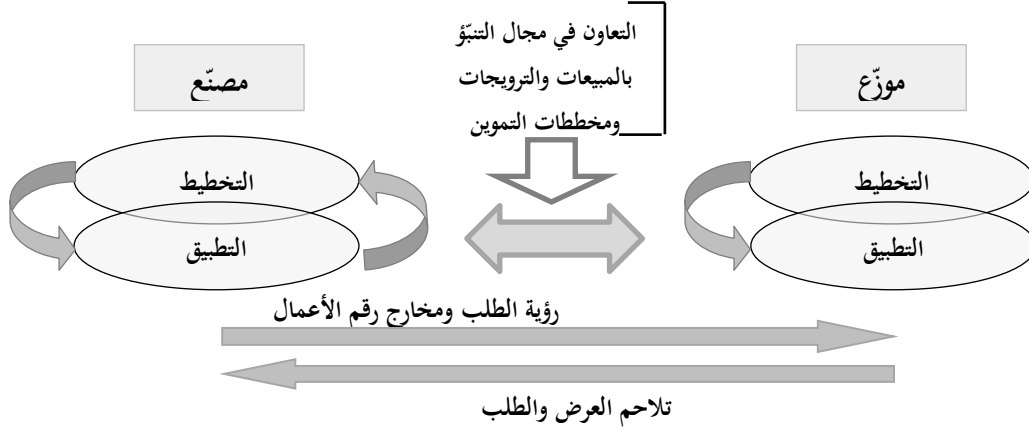 التعاون في مجال التنبّؤ
بالمبيعات والترويجات
ومخططات التموين
موزّع
مصنّع
التخطيط
التطبيق
التخطيط
التطبيق
رؤية الطلب ومخارج رقم الأعمال
تلاحم العرض والطلب